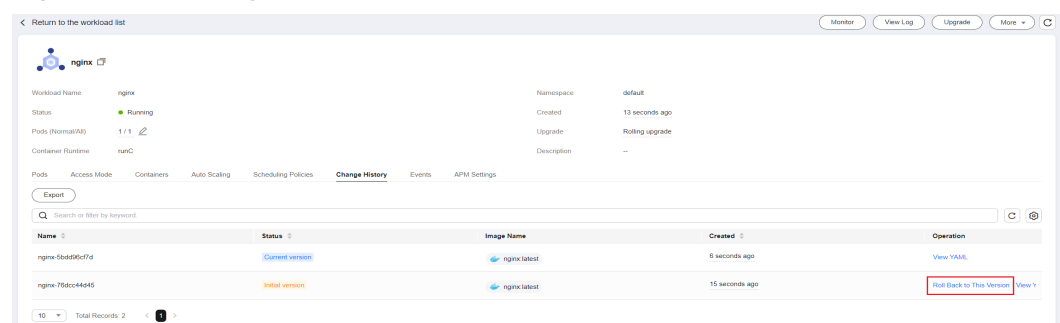 Return to the workload list Monitor View Log Upgrade More
nginx
Workload Name nginx Namespace default
Status Running Created 13 seconds ago
Pods (Normal/All) 1 / 1 Upgrade Rolling upgrade
Container Runtime runC Description --
Pods Access Mode Containers Auto Scaling Scheduling Policies Change History Events APM Settings
Export
Search or filter by keyword.
Name Status Image Name Created Operation
nginx-5bdd96cf7d Current version nginx:latest 6 seconds ago View YAML
nginx-76dcc44d45 Initial version nginx:latest 15 seconds ago Roll Back to This Version View Y
10 Total Records: 2 < 1 >